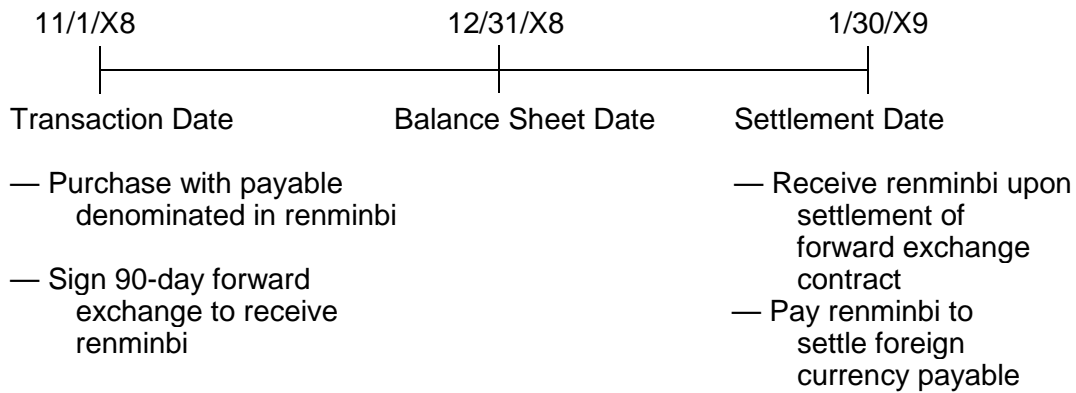 11/1/X8 12/31/X8 1/30/X9
Transaction Date Balance Sheet Date Settlement Date
— Purchase with payable
denominated in renminbi
— Sign 90-day forward
exchange to receive
renminbi
— Receive renminbi upon
settlement of
forward exchange
contract
— Pay renminbi to
settle foreign
currency payable